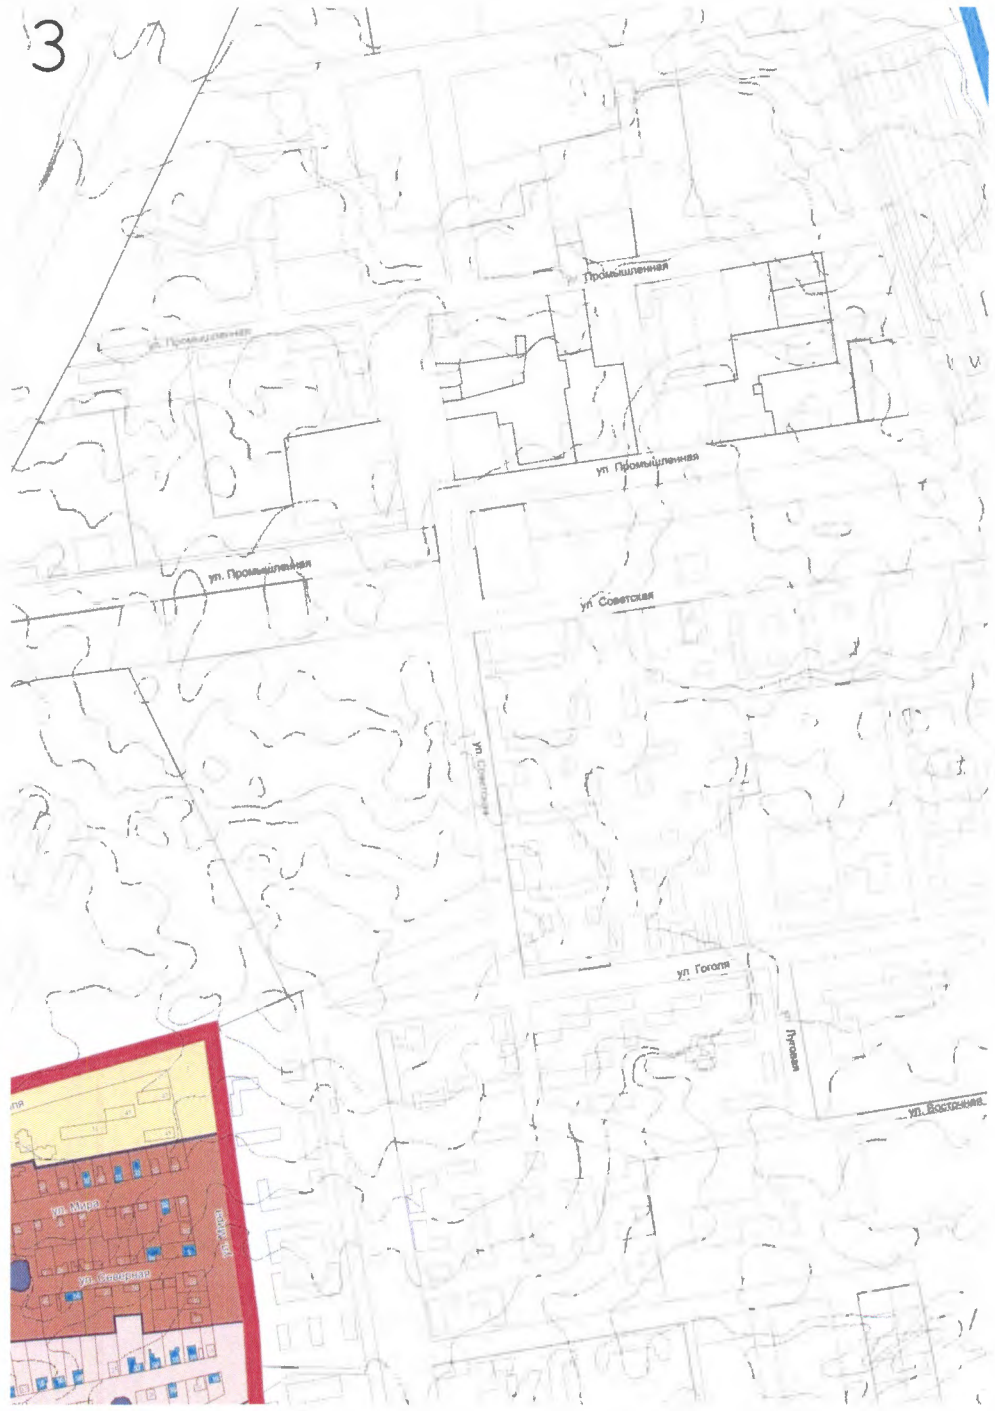 3
Промышленная
ул. Промышленная
ул Промышленная
ул. Промышленная
ул Советская
ул. Советская
ул Гоголя
Луговая
ул. Восточная
ул. Мира
ул. Северная